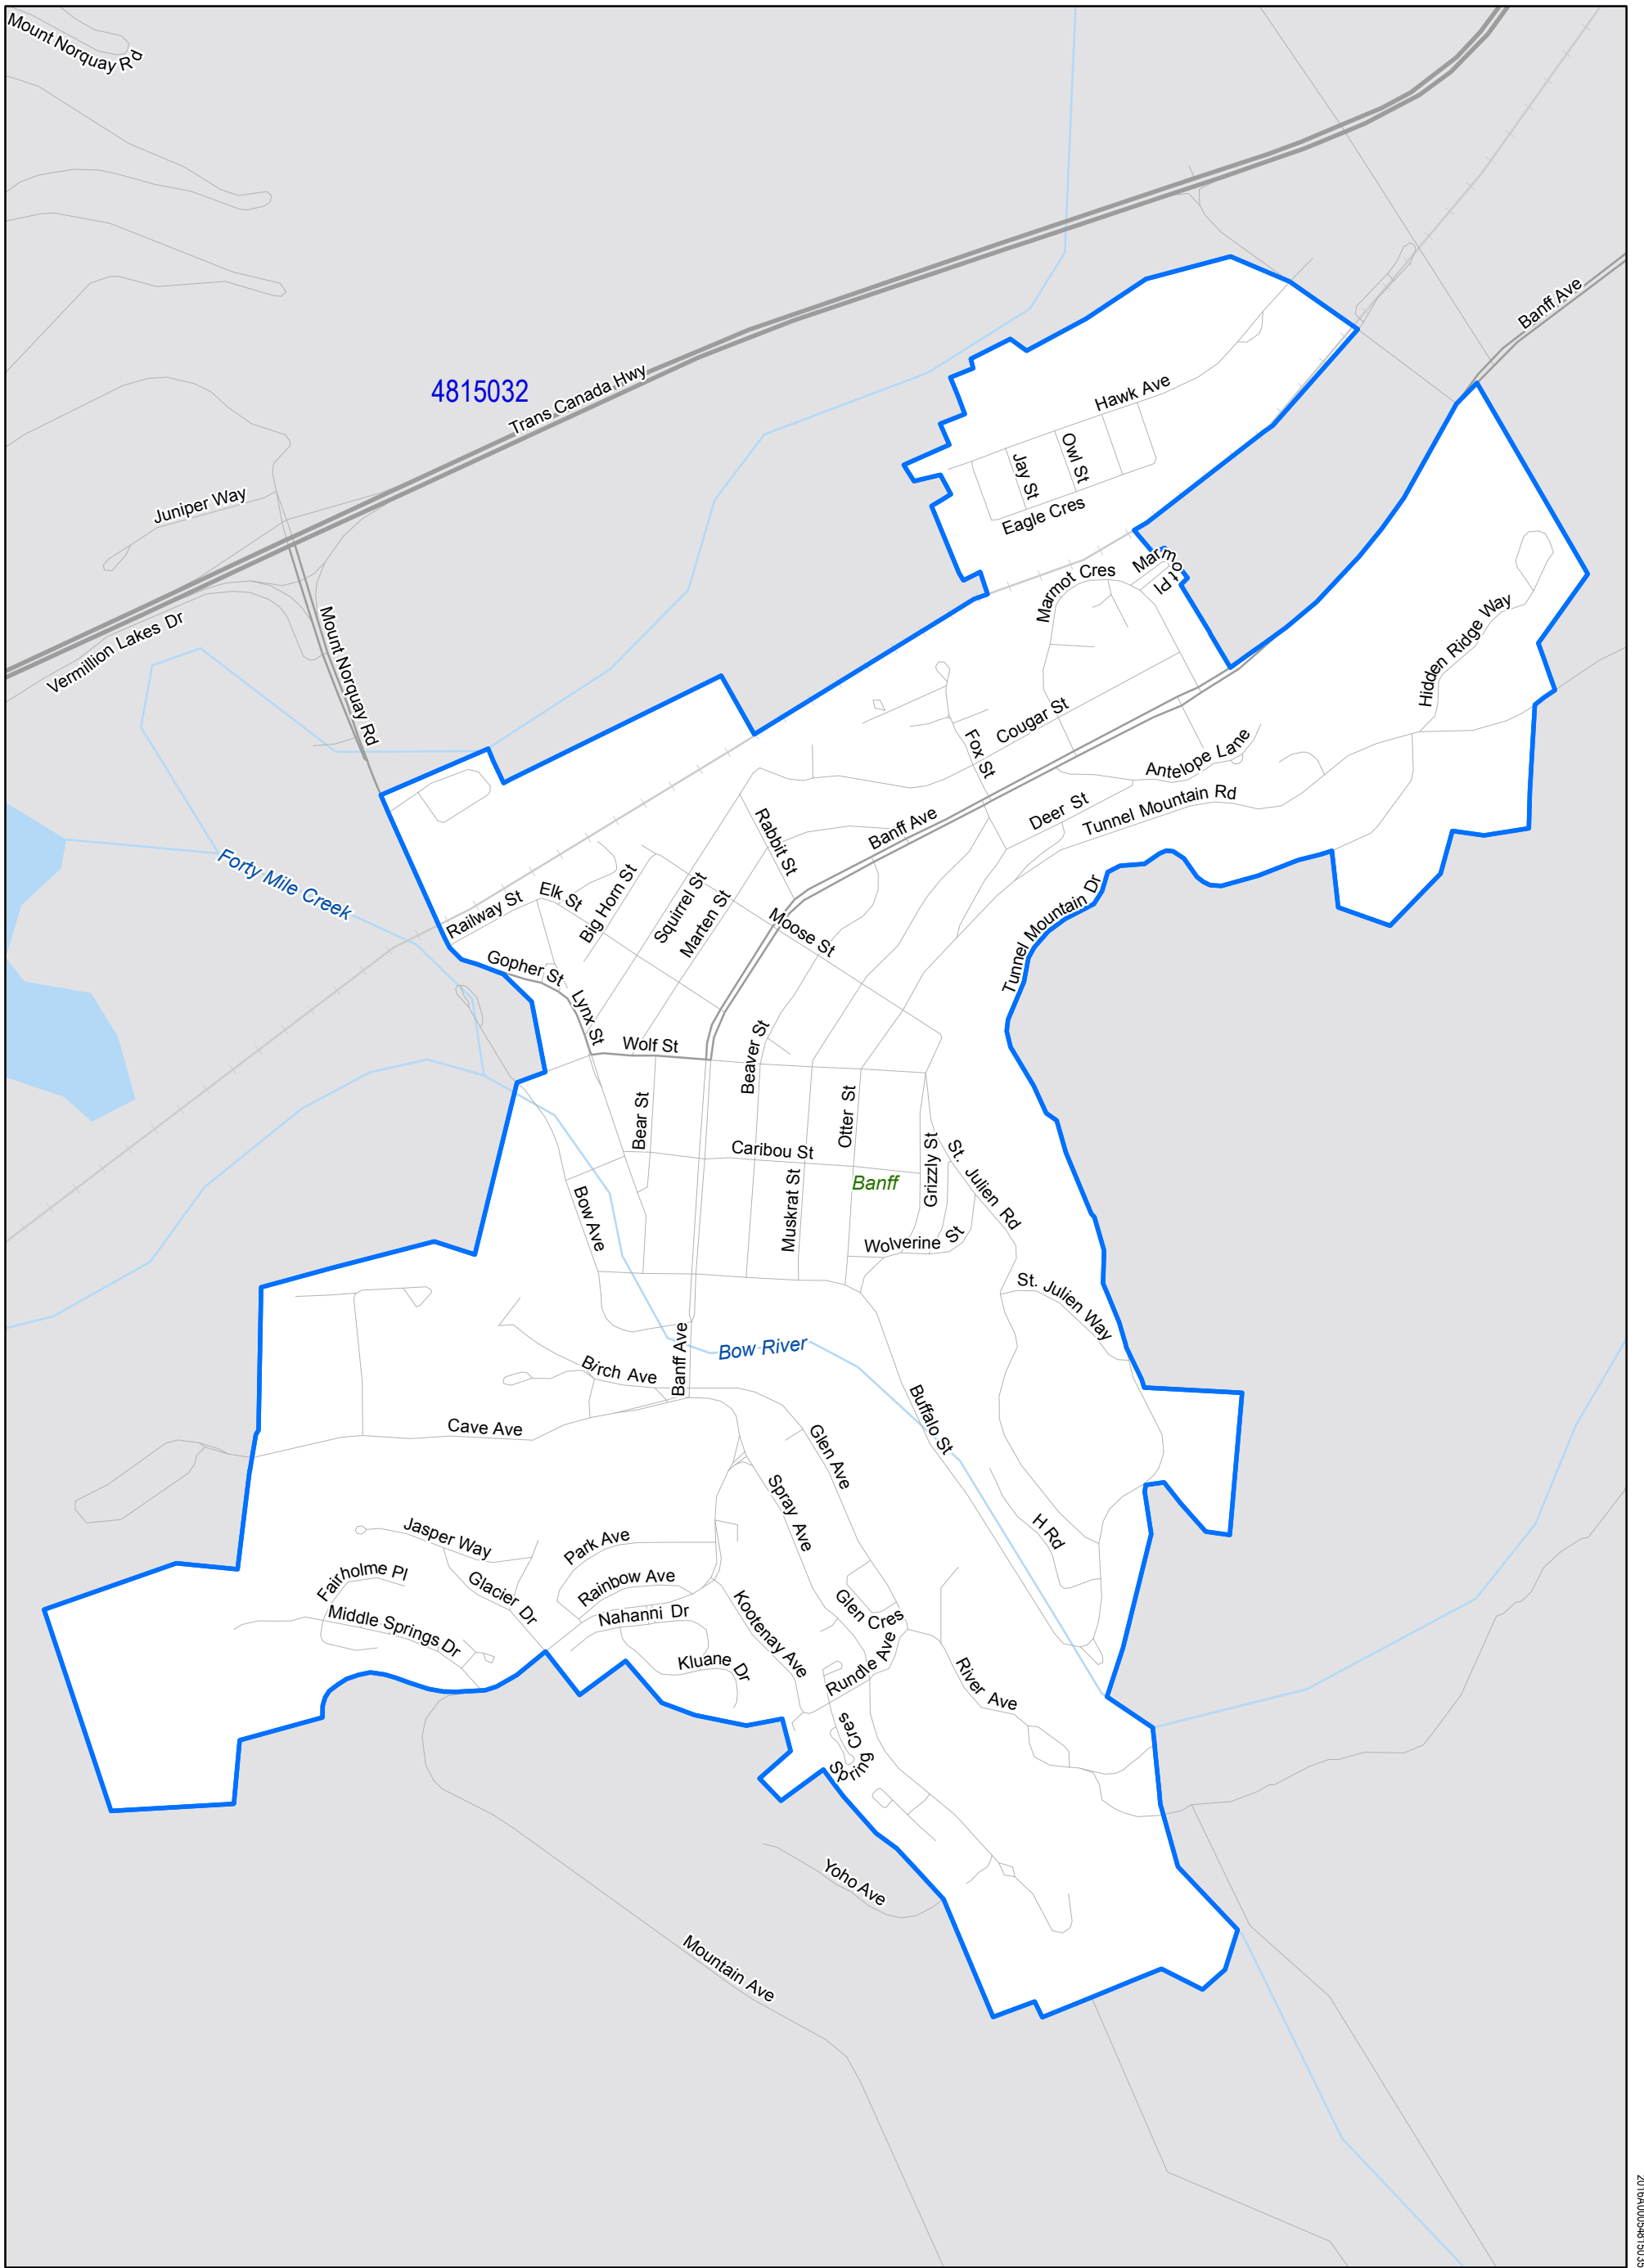 Mount Norquay Rd
Banff Ave
4815032
Trans Canada Hwy
Hawk Ave
Owl St
Jay St
Eagle Cres
Juniper Way
Marmot Pl
Marmot Cres
Vermillion Lakes Dr
Mount Norquay Rd
Hidden Ridge Way
Cougar St
Fox St
Antelope Lane
Deer St
Tunnel Mountain Rd
Rabbit St
Banff Ave
Forty Mile Creek
Railway St
Elk St
Big Horn St
Squirrel St
Marten St
Moose St
Tunnel Mountain Dr
Gopher St
Lynx St
Wolf St
Beaver St
Bear St
Otter St
Caribou St
Grizzly St
St. Julien Rd
Banff
Muskrat St
Bow Ave
Wolverine St
St. Julien Way
Banff Ave
Bow River
Birch Ave
Buffalo St
Cave Ave
Glen Ave
Spray Ave
H Rd
Jasper Way
Park Ave
Fairholme Pl
Glacier Dr
Rainbow Ave
Nahanni Dr
Kootenay Ave
Glen Cres
Middle Springs Dr
Kluane Dr
Rundle Ave
River Ave
Spring Cres
Yoho Ave
Mountain Ave
2016A00054815035